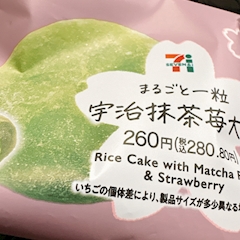 7i
SEVEN&i
まるごと一粒
宇治抹茶苺大
260円(税込280.80円)
Rice Cake with Matcha
& Strawberry
いちごの個体差により、製品サイズが多少異なる